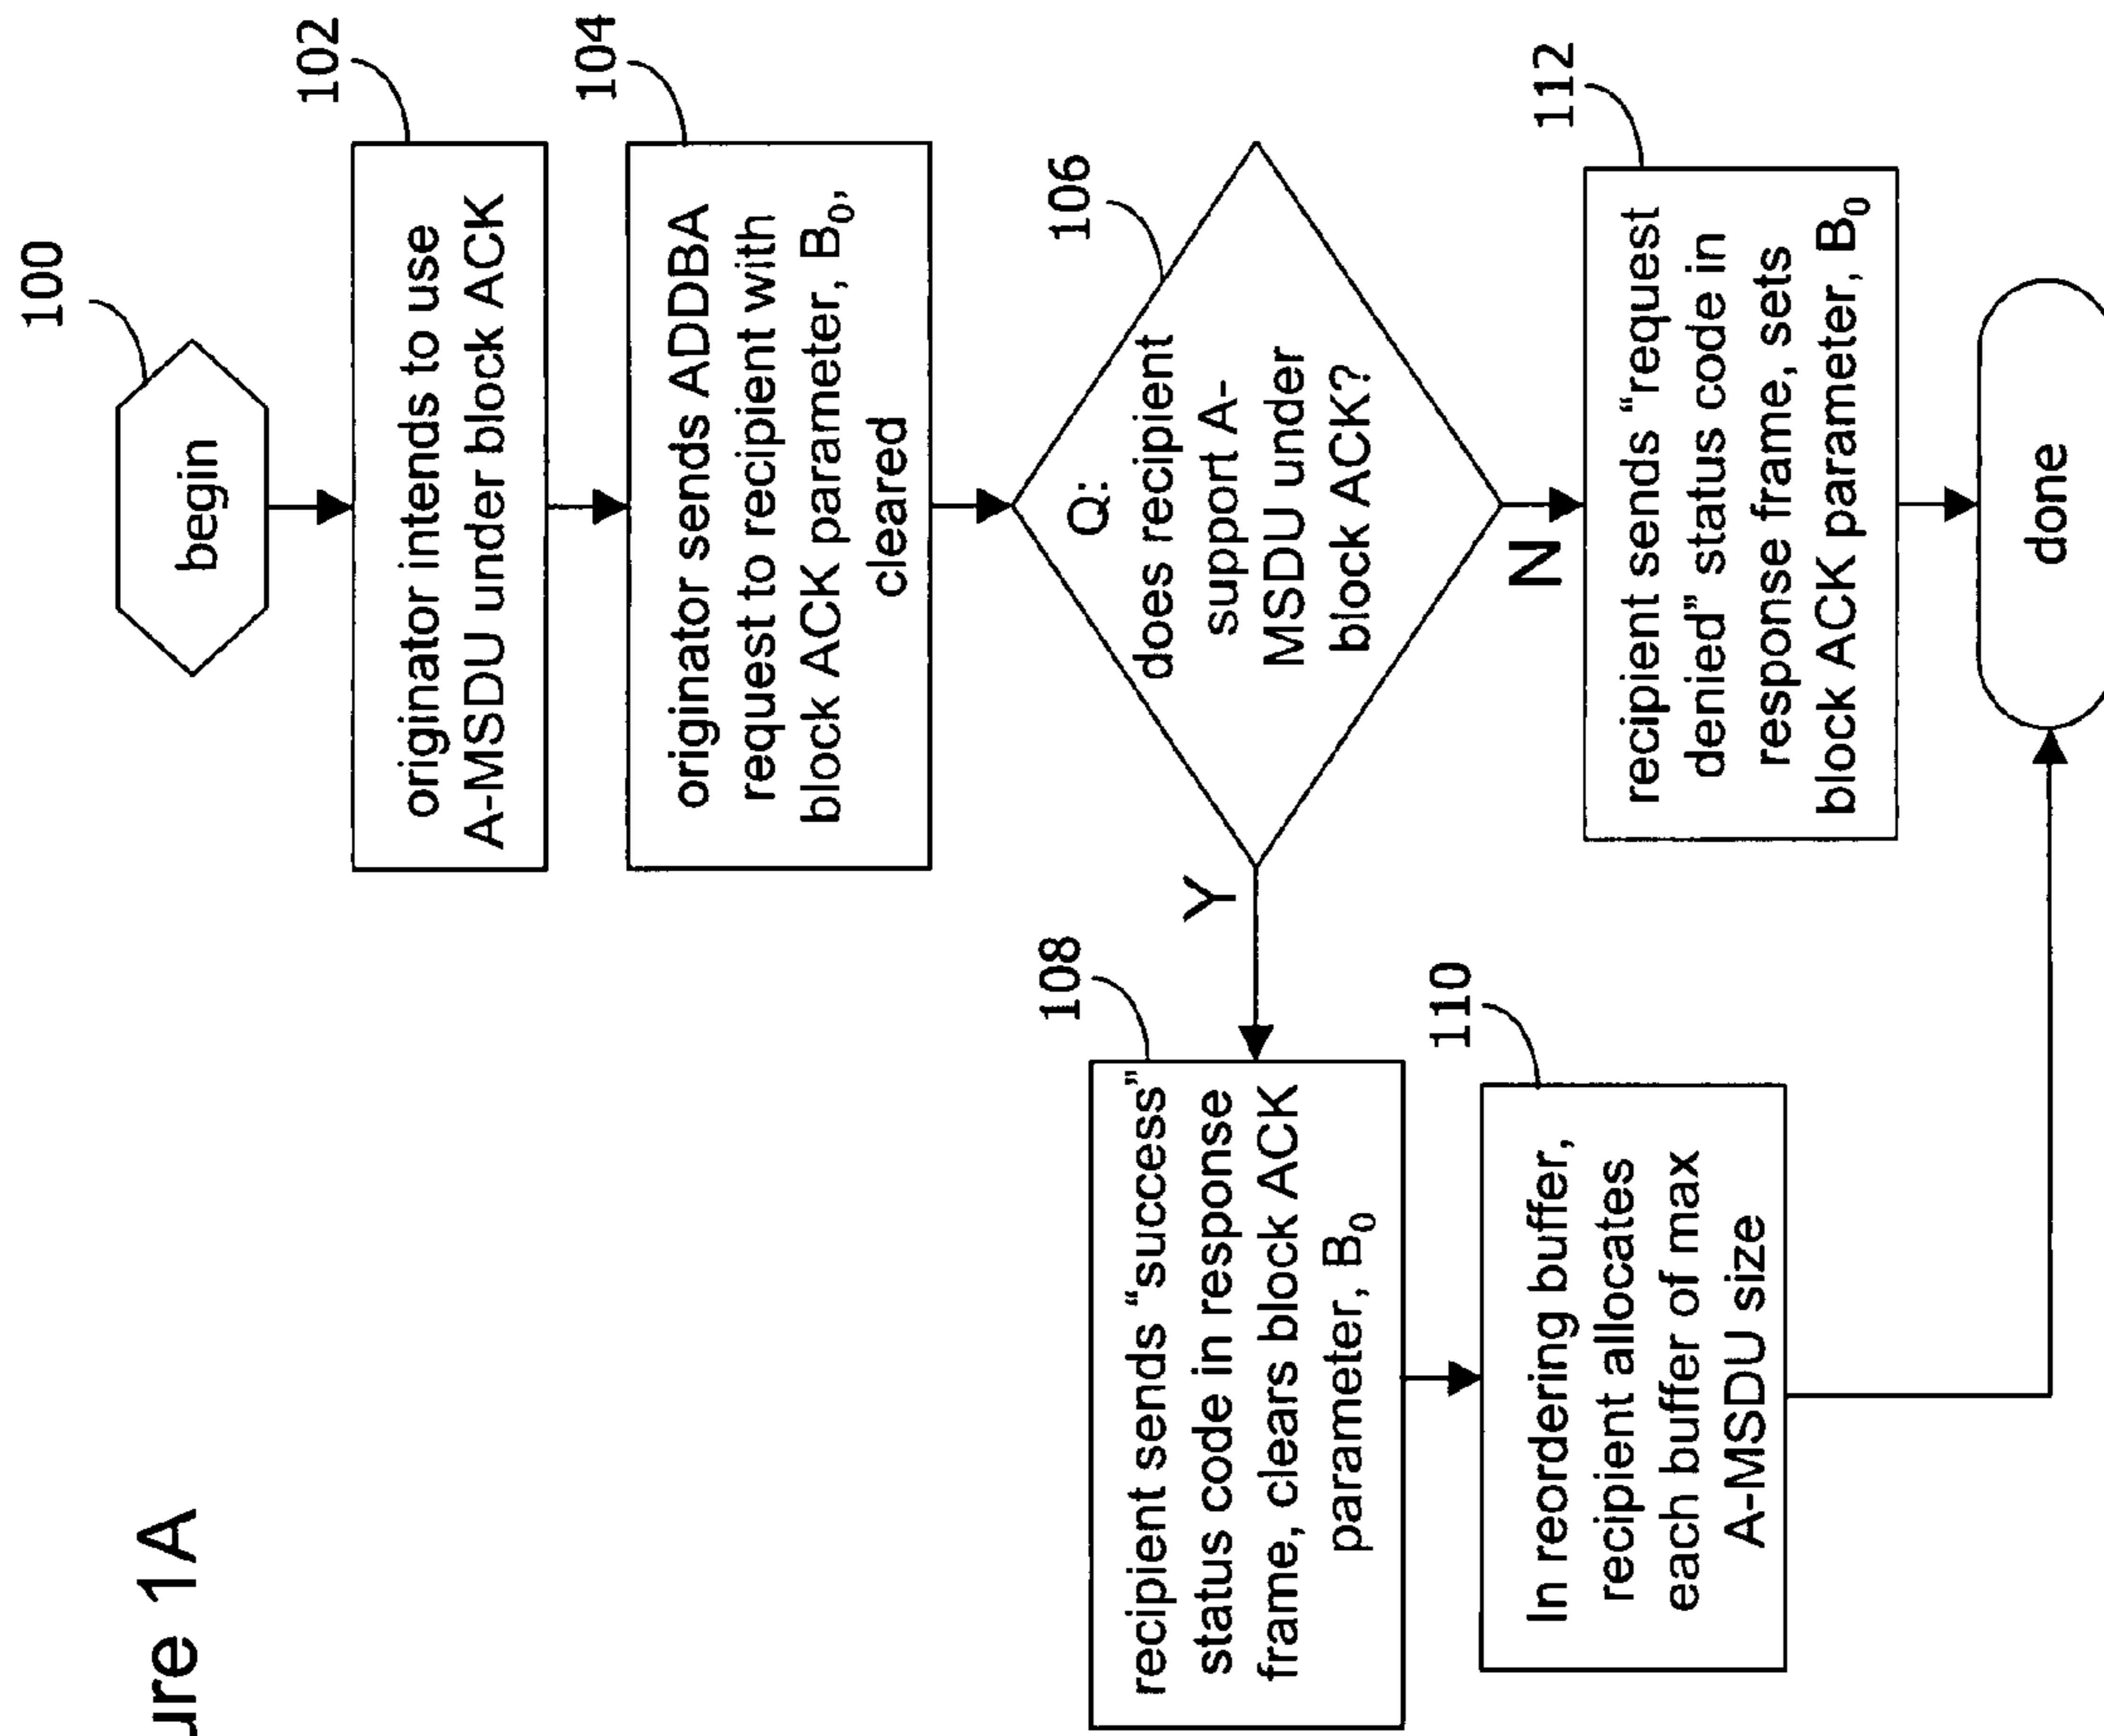 ure 1A
100
begin
102
originator intends to use
A-MSDU under block ACK
104
originator sends ADDBA
request to recipient with
block ACK parameter, B₀,
cleared
106
Q:
does recipient
support A-
MSDU under
block ACK?
Y
N
108
recipient sends “success”
status code in response
frame, clears block ACK
parameter, B₀
110
In reordering buffer,
recipient allocates
each buffer of max
A-MSDU size
112
recipient sends “request
denied” status code in
response frame, sets
block ACK parameter, B₀
done